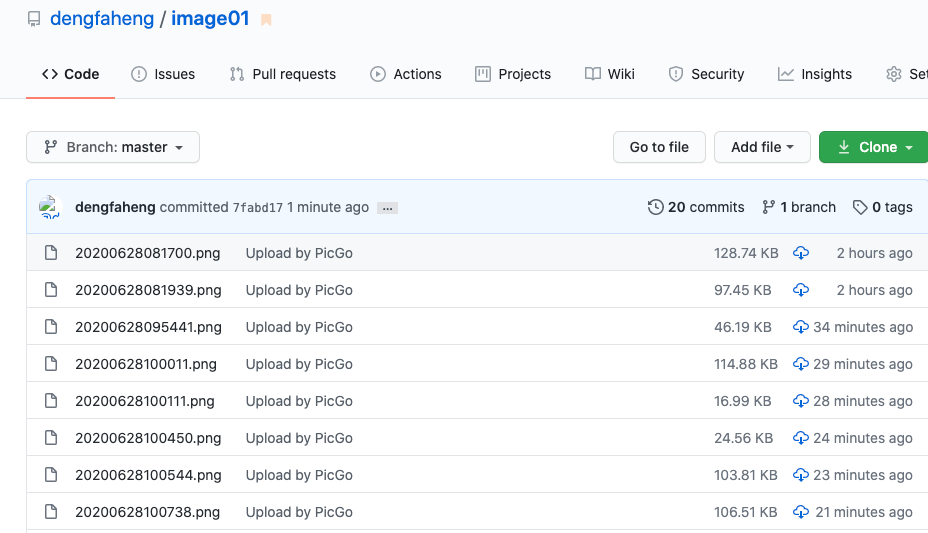 dengfaheng / image01
Code Issues Pull requests Actions Projects Wiki Security Insights Set
Branch: master Go to file Add file Clone
dengfaheng committed 7fabd17 1 minute ago ... 20 commits 1 branch 0 tags
20200628081700.png Upload by PicGo 128.74 KB 2 hours ago
20200628081939.png Upload by PicGo 97.45 KB 2 hours ago
20200628095441.png Upload by PicGo 46.19 KB 34 minutes ago
20200628100011.png Upload by PicGo 114.88 KB 29 minutes ago
20200628100111.png Upload by PicGo 16.99 KB 28 minutes ago
20200628100450.png Upload by PicGo 24.56 KB 24 minutes ago
20200628100544.png Upload by PicGo 103.81 KB 23 minutes ago
20200628100738.png Upload by PicGo 106.51 KB 21 minutes ago